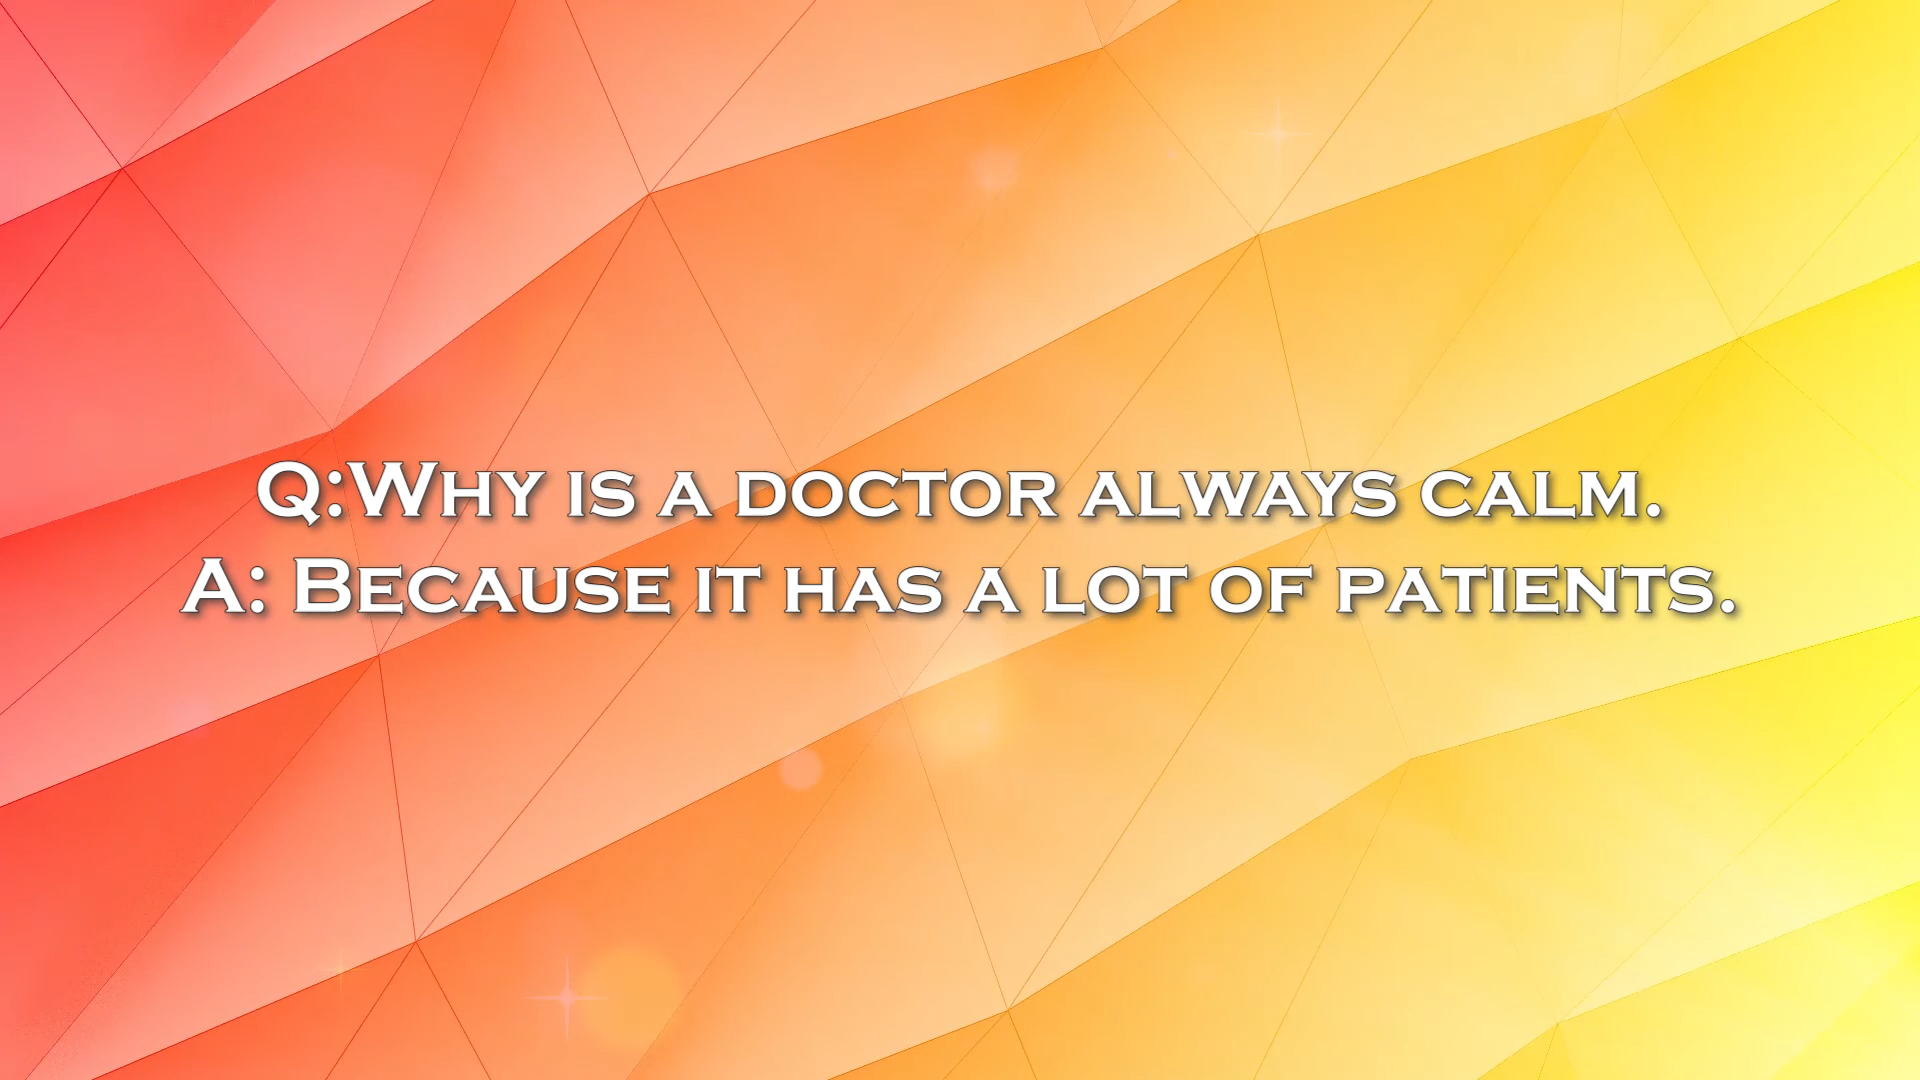 Q:Why is a doctor always calm.
A: Because it has a lot of patients.